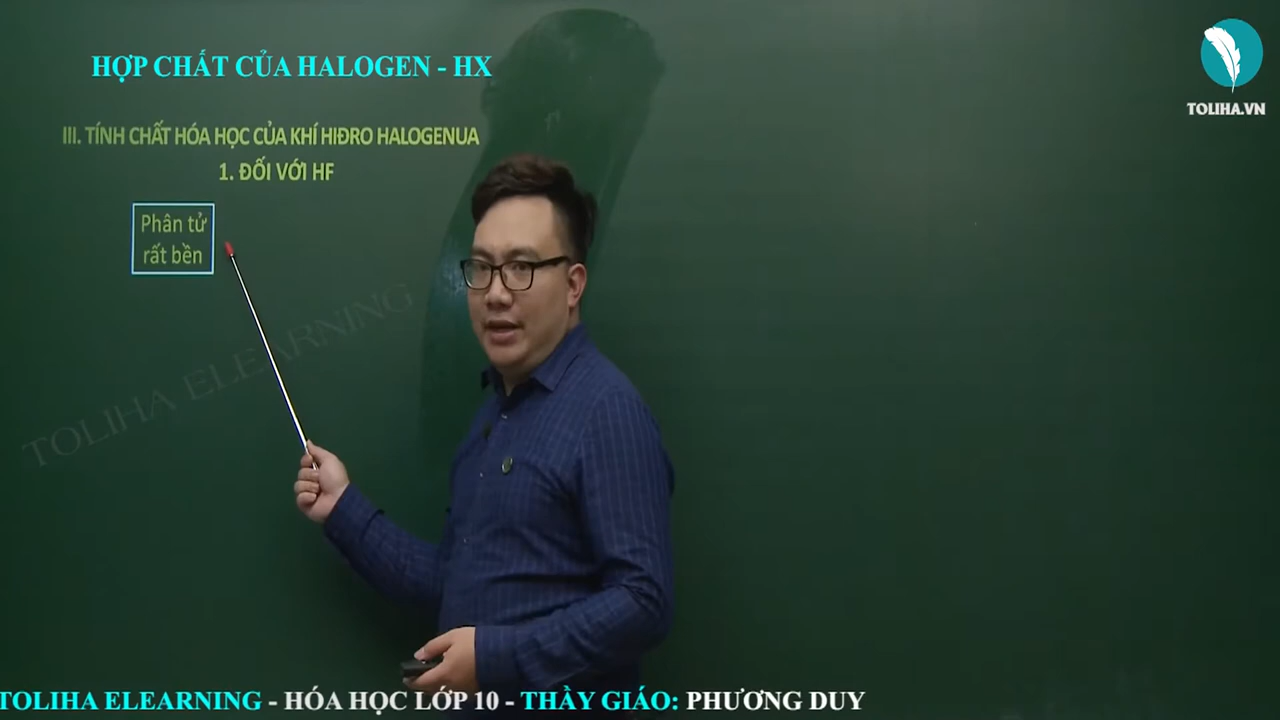 HỢP CHẤT CỦA HALOGEN - HX
TOLIHA.VN
III. TÍNH CHẤT HÓA HỌC CỦA KHÍ HIĐRO HALOGENUA
1. ĐỐI VỚI HF
Phân tử
rất bền
TOLIHA ELEARNING
TOLIHA ELEARNING - HÓA HỌC LỚP 10 - THẦY GIÁO: PHƯƠNG DUY